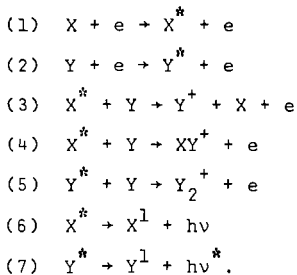 (1) X + e → X* + e
(2) Y + e → Y* + e
(3) X* + Y → Y⁺ + X + e
(4) X* + Y → XY⁺ + e
(5) Y* + Y → Y₂⁺ + e
(6) X* → X¹ + hν
(7) Y* → Y¹ + hν*.